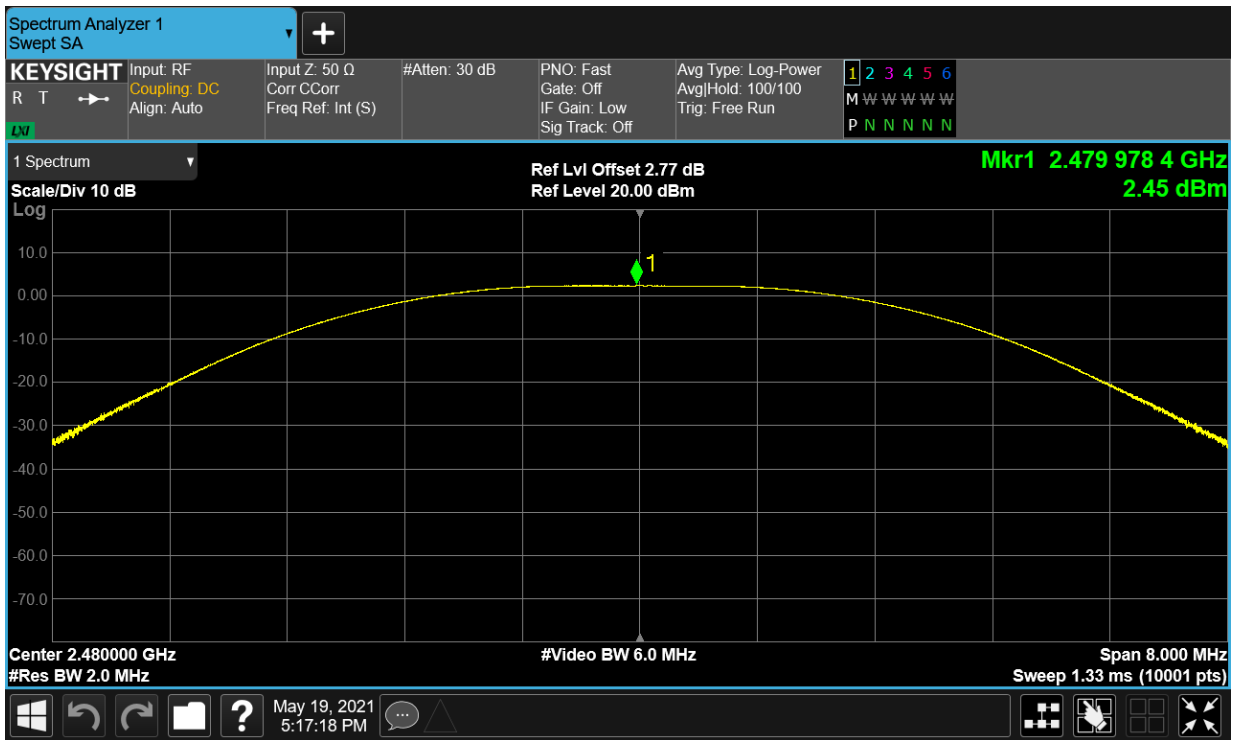 Spectrum Analyzer 1
Swept SA
KEYSIGHT
R T
LXI
Input: RF
Coupling: DC
Align: Auto
Input Z: 50 Ω
Corr CCorr
Freq Ref: Int (S)
#Atten: 30 dB
PNO: Fast
Gate: Off
IF Gain: Low
Sig Track: Off
Avg Type: Log-Power
Avg|Hold: 100/100
Trig: Free Run
1 2 3 4 5 6
M W W W W W
P N N N N N
1 Spectrum
Scale/Div 10 dB
Log
Ref Lvl Offset 2.77 dB
Ref Level 20.00 dBm
Mkr1 2.479 978 4 GHz
2.45 dBm
1
10.0
0.00
-10.0
-20.0
-30.0
-40.0
-50.0
-60.0
-70.0
Center 2.480000 GHz
#Res BW 2.0 MHz
#Video BW 6.0 MHz
Span 8.000 MHz
Sweep 1.33 ms (10001 pts)
?
May 19, 2021
5:17:18 PM